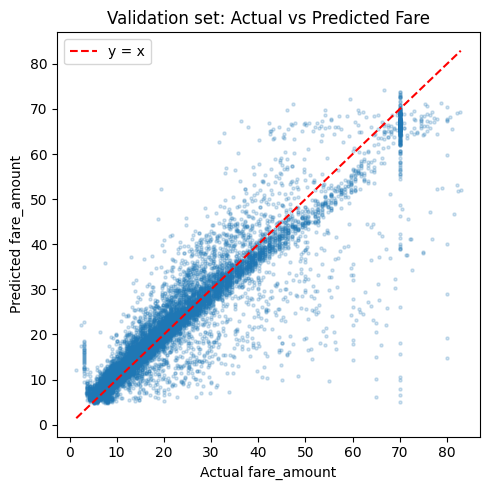 Validation set: Actual vs Predicted Fare
y = x
Predicted fare_amount
80
70
60
50
40
30
20
10
0
0 10 20 30 40 50 60 70 80
Actual fare_amount